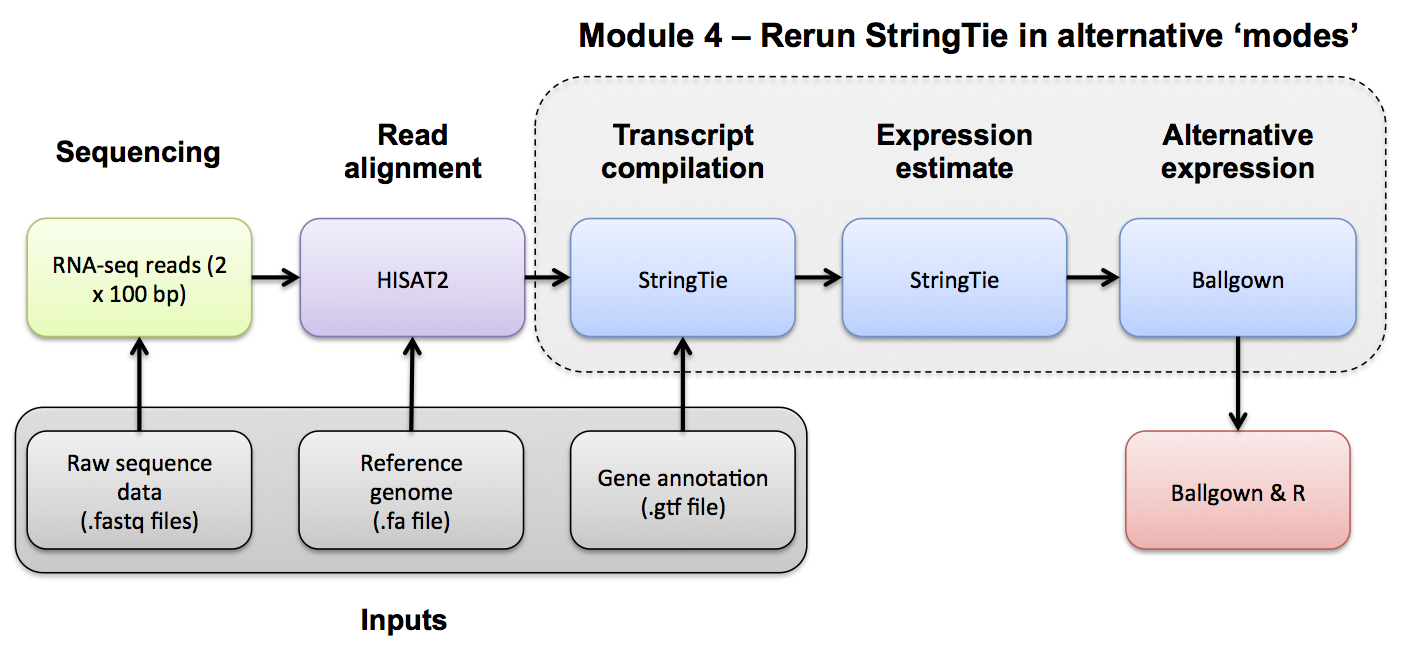 Module 4 – Rerun StringTie in alternative ‘modes’
Sequencing
Read
alignment
Transcript
compilation
Expression
estimate
Alternative
expression
RNA-seq reads (2
x 100 bp)
HISAT2
StringTie
StringTie
Ballgown
Raw sequence
data
(.fastq files)
Reference
genome
(.fa file)
Gene annotation
(.gtf file)
Ballgown & R
Inputs